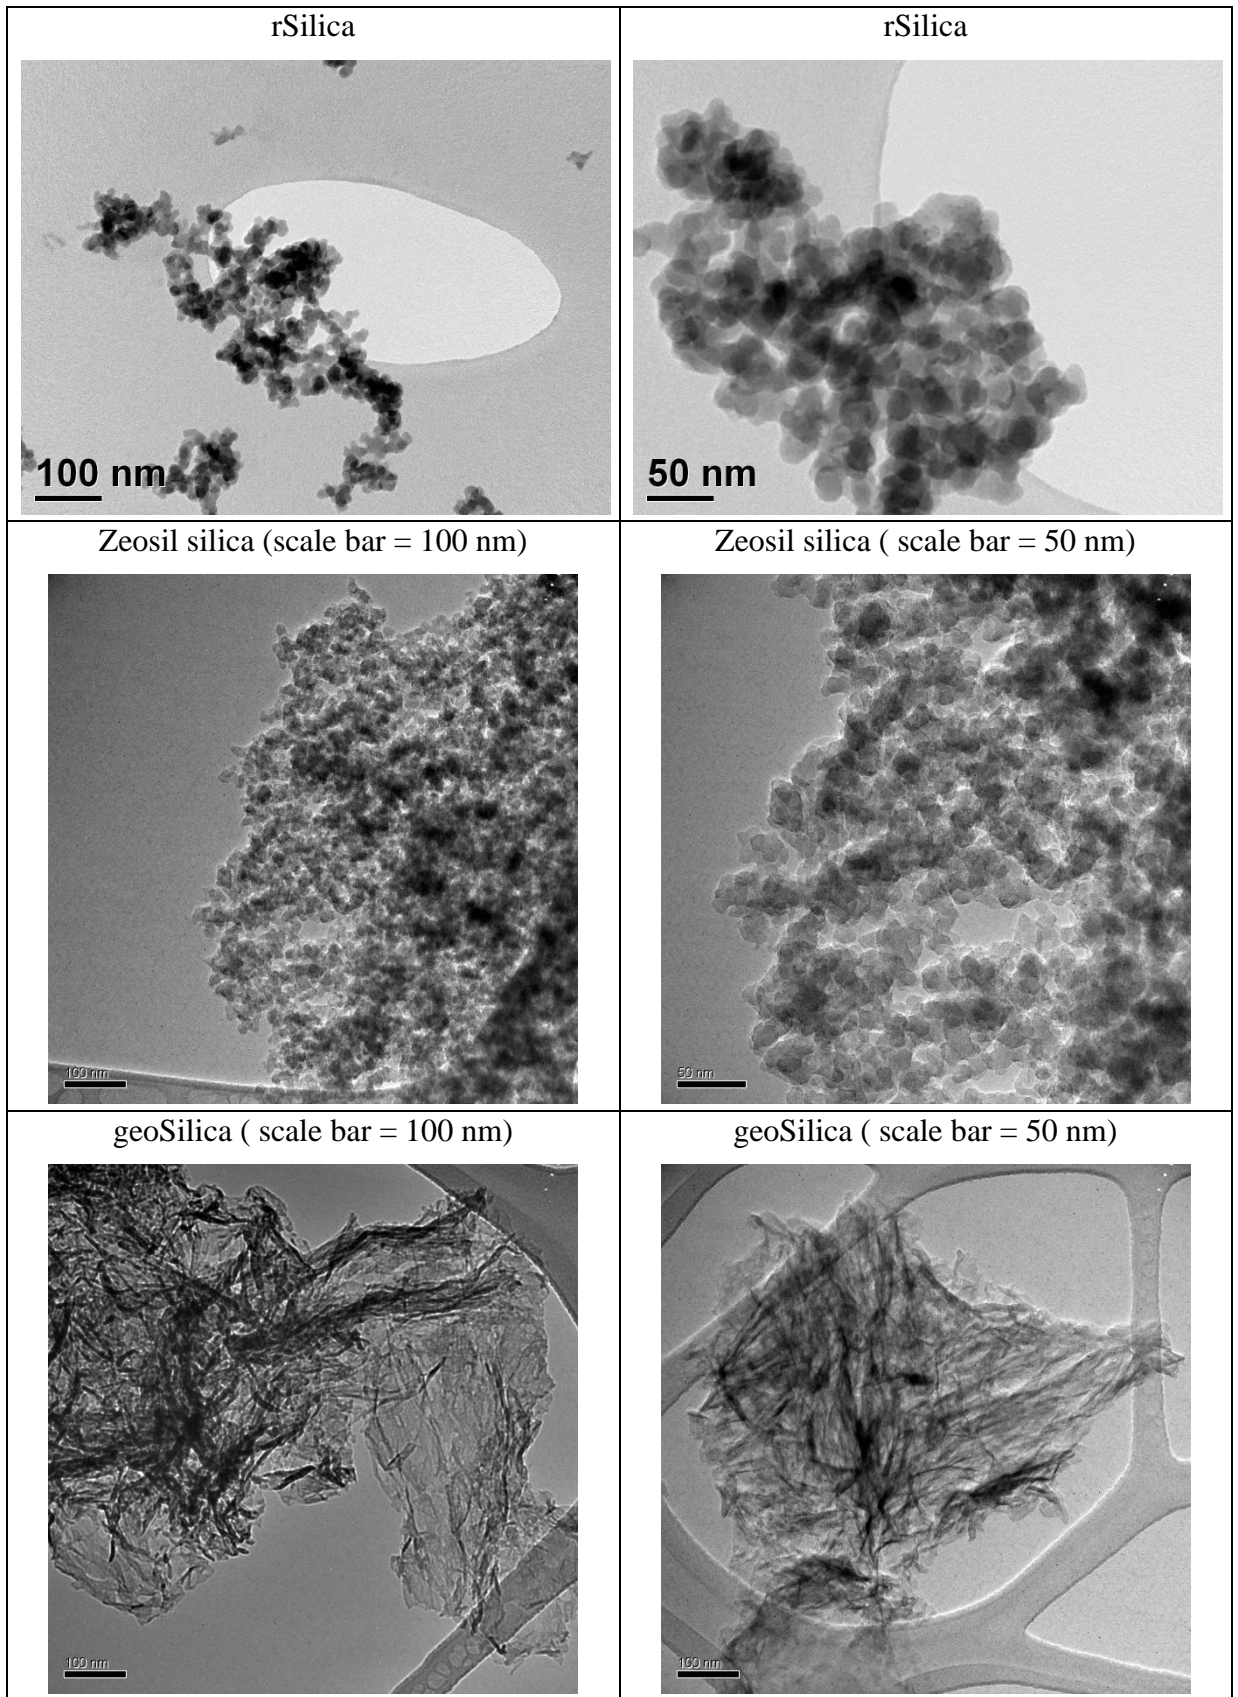 rSilica
rSilica
100 nm
50 nm
Zeosil silica (scale bar = 100 nm)
Zeosil silica ( scale bar = 50 nm)
100 nm
50 nm
geoSilica ( scale bar = 100 nm)
geoSilica ( scale bar = 50 nm)
100 nm
100 nm